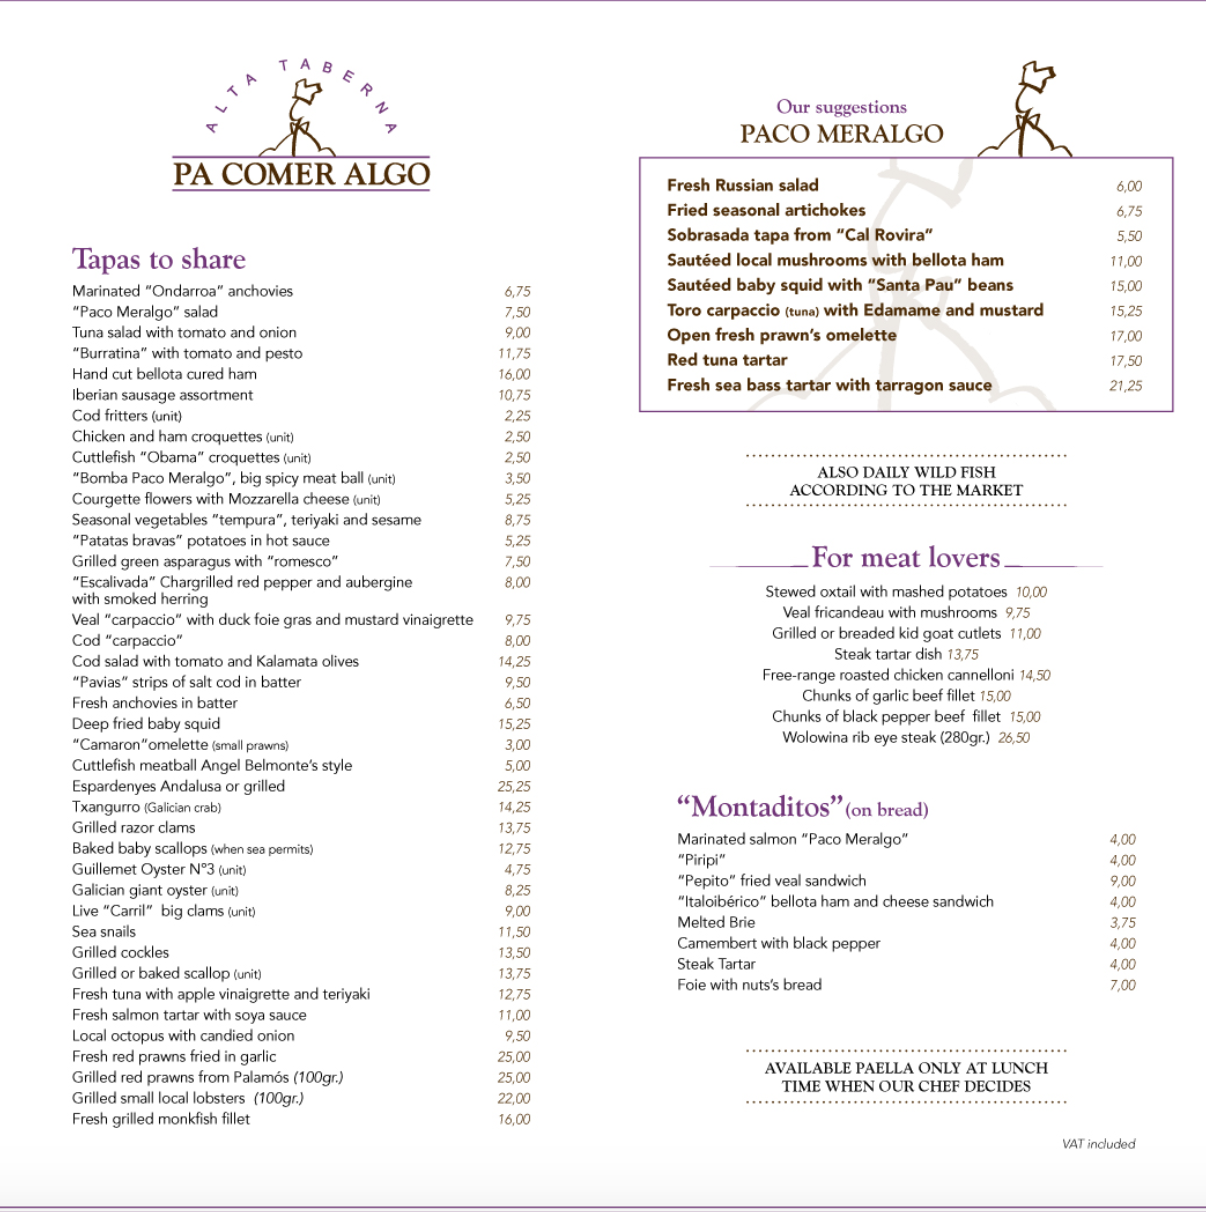 ALTA TABERNA
PA COMER ALGO
Tapas to share
Marinated “Ondarroa” anchovies 6,75
“Paco Meralgo” salad 7,50
Tuna salad with tomato and onion 9,00
“Burratina” with tomato and pesto 11,75
Hand cut bellota cured ham 16,00
Iberian sausage assortment 10,75
Cod fritters (unit) 2,25
Chicken and ham croquettes (unit) 2,50
Cuttlefish “Obama” croquettes (unit) 2,50
“Bomba Paco Meralgo”, big spicy meat ball (unit) 3,50
Courgette flowers with Mozzarella cheese (unit) 5,25
Seasonal vegetables “tempura”, teriyaki and sesame 8,75
“Patatas bravas” potatoes in hot sauce 5,25
Grilled green asparagus with “romesco” 7,50
“Escalivada” Chargrilled red pepper and aubergine 8,00
with smoked herring
Veal “carpaccio” with duck foie gras and mustard vinaigrette 9,75
Cod “carpaccio” 8,00
Cod salad with tomato and Kalamata olives 14,25
“Pavias” strips of salt cod in batter 9,50
Fresh anchovies in batter 6,50
Deep fried baby squid 15,25
“Camaron”omelette (small prawns) 3,00
Cuttlefish meatball Angel Belmonte’s style 5,00
Espardenyes Andalusa or grilled 25,25
Txangurro (Galician crab) 14,25
Grilled razor clams 13,75
Baked baby scallops (when sea permits) 12,75
Guillemet Oyster Nº3 (unit) 4,75
Galician giant oyster (unit) 8,25
Live “Carril” big clams (unit) 9,00
Sea snails 11,50
Grilled cockles 13,50
Grilled or baked scallop (unit) 13,75
Fresh tuna with apple vinaigrette and teriyaki 12,75
Fresh salmon tartar with soya sauce 11,00
Local octopus with candied onion 9,50
Fresh red prawns fried in garlic 25,00
Grilled red prawns from Palamós (100gr.) 25,00
Grilled small local lobsters (100gr.) 22,00
Fresh grilled monkfish fillet 16,00
Our suggestions
PACO MERALGO
Fresh Russian salad 6,00
Fried seasonal artichokes 6,75
Sobrasada tapa from “Cal Rovira” 5,50
Sautéed local mushrooms with bellota ham 11,00
Sautéed baby squid with “Santa Pau” beans 15,00
Toro carpaccio (tuna) with Edamame and mustard 15,25
Open fresh prawn’s omelette 17,00
Red tuna tartar 17,50
Fresh sea bass tartar with tarragon sauce 21,25
ALSO DAILY WILD FISH
ACCORDING TO THE MARKET
For meat lovers
Stewed oxtail with mashed potatoes 10,00
Veal fricandeau with mushrooms 9,75
Grilled or breaded kid goat cutlets 11,00
Steak tartar dish 13,75
Free-range roasted chicken cannelloni 14,50
Chunks of garlic beef fillet 15,00
Chunks of black pepper beef fillet 15,00
Wolowina rib eye steak (280gr.) 26,50
“Montaditos” (on bread)
Marinated salmon “Paco Meralgo” 4,00
“Piripi” 4,00
“Pepito” fried veal sandwich 9,00
“Italoibérico” bellota ham and cheese sandwich 4,00
Melted Brie 3,75
Camembert with black pepper 4,00
Steak Tartar 4,00
Foie with nuts’s bread 7,00
AVAILABLE PAELLA ONLY AT LUNCH
TIME WHEN OUR CHEF DECIDES
VAT included